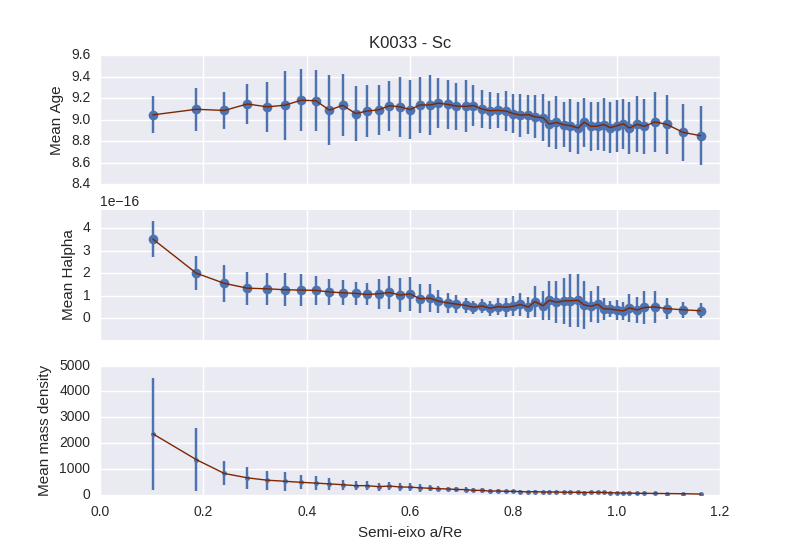 K0033 - Sc
9.6
9.4
9.2
9.0
8.8
8.6
8.4
Mean Age
1e−16
4
3
2
1
0
Mean Halpha
5000
4000
3000
2000
1000
0
Mean mass density
0.0 0.2 0.4 0.6 0.8 1.0 1.2
Semi-eixo a/Re